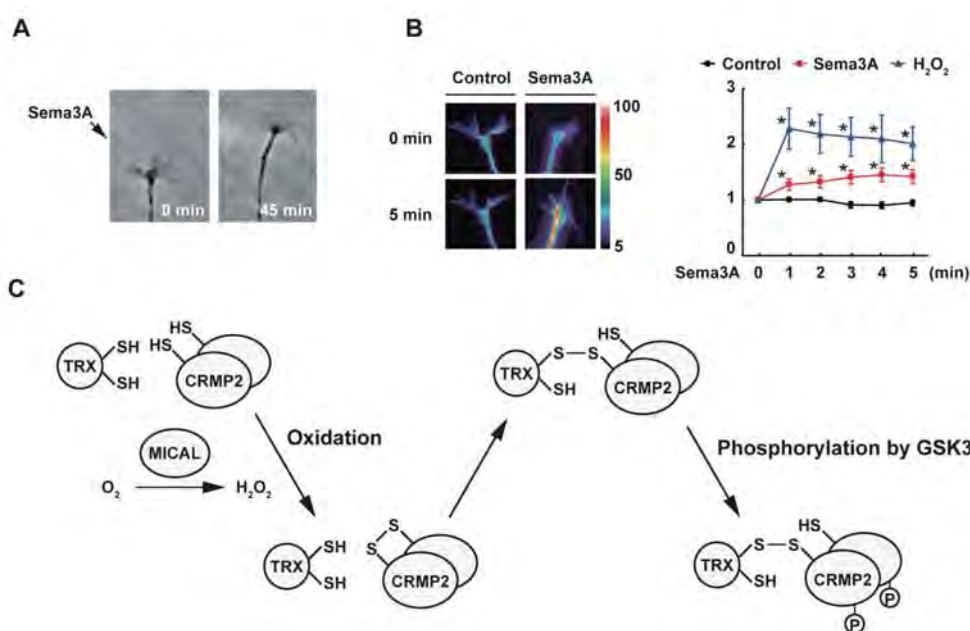 A
Sema3A
0 min
45 min
B
Control
Sema3A
0 min
5 min
100
50
5
Control
Sema3A
H₂O₂
3
2
1
0
*
*
*
*
*
*
*
*
*
*
Sema3A 0 1 2 3 4 5 (min)
C
TRX
SH
SH
HS
HS
CRMP2
MICAL
O₂
H₂O₂
Oxidation
TRX
SH
SH
S
S
CRMP2
TRX
S
S
SH
HS
CRMP2
Phosphorylation by GSK3
TRX
S
S
SH
HS
CRMP2
P
P